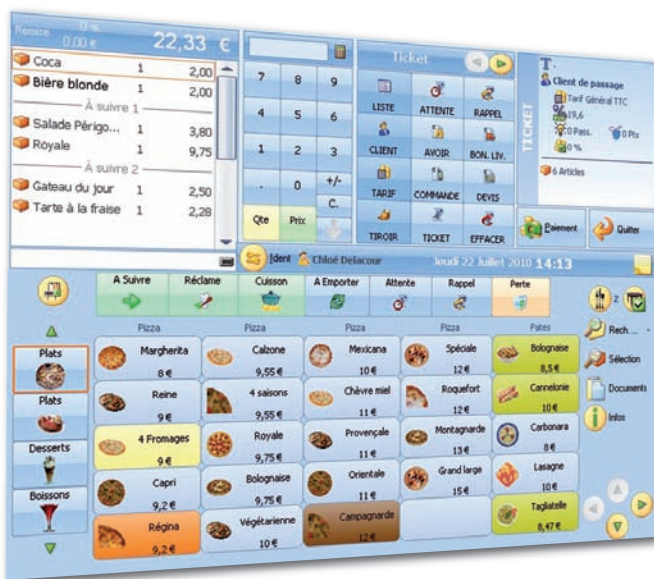 Remise 0 %
0,00 €
22,33 €
Coca 1 2,00
Bière blonde 1 2,00
À suivre 1
Salade Périgo... 1 3,80
Royale 1 9,75
À suivre 2
Gateau du jour 1 2,50
Tarte à la fraise 1 2,28
7 8 9
4 5 6
1 2 3
. 0 +/-
C.
Qte Prix
Ticket
LISTE ATTENTE RAPPEL
CLIENT AVOIR BON. LIV.
TARIF COMMANDE DEVIS
TIROIR TICKET EFFACER
TICKET
T.
Client de passage
Tarif Général TTC
19,6
0 Pass. 0 Pts
0 %
6 Articles
Paiement Quitter
Ident Chloé Delacour Jeudi 22 Juillet 2010 14:13
A Suivre Réclame Cuisson A Emporter Attente Rappel Perte
2
Plats
Plats
Desserts
Boissons
Pizza Pizza Pizza Pizza Pates
Margherita Calzone Mexicana Spéciale Bolognaise
8 € 9,55 € 10 € 12 € 8,5 €
Reine 4 saisons Chèvre miel Roquefort Cannelonie
9 € 9,55 € 11 € 12 € 10 €
4 Fromages Royale Provençale Montagnarde Carbonara
9 € 9,75 € 11 € 13 € 8 €
Capri Bolognaise Orientale Grand large Lasagne
9,2 € 9,75 € 11 € 15 € 10 €
Régina Végétarienne Campagnarde Tagliatelle
9,2 € 10 € 12 € 8,47 €
Rech. ...
Sélection
Documents
Infos